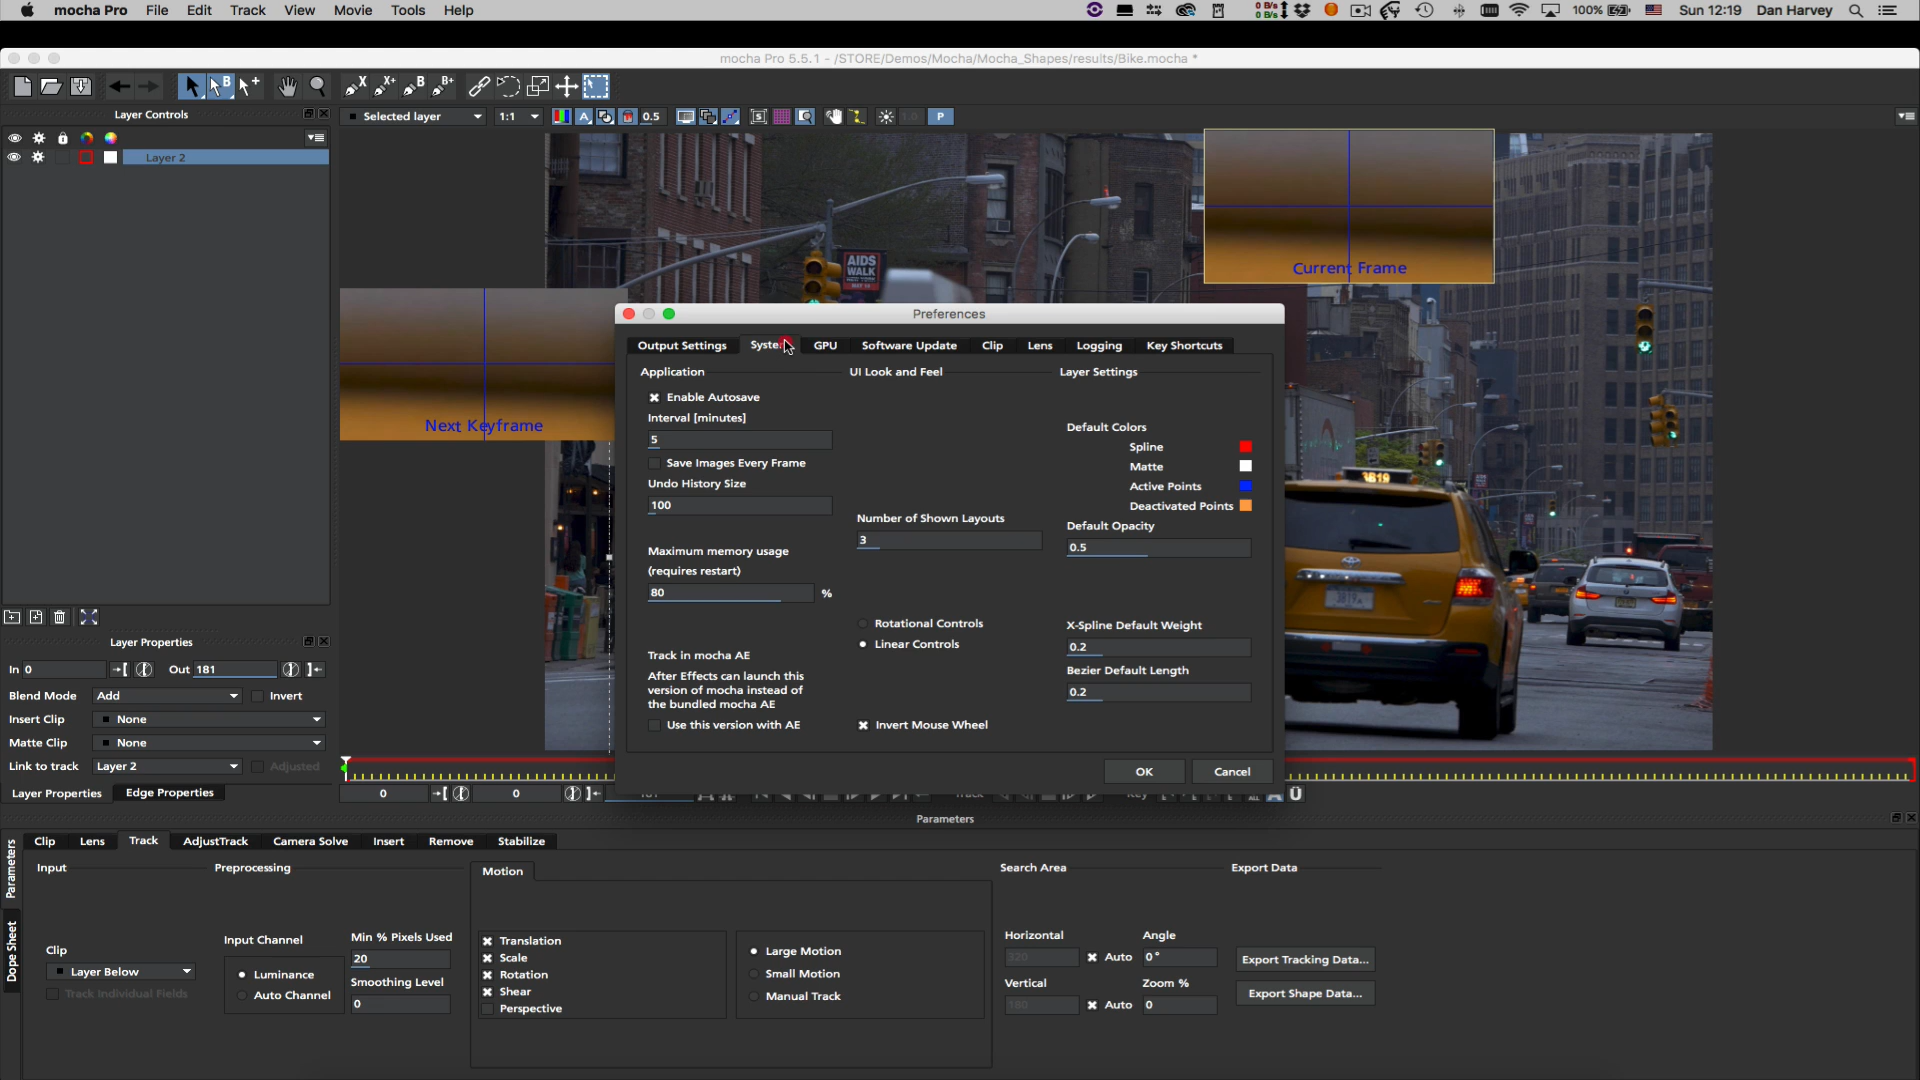 mocha Pro File Edit Track View Movie Tools Help
0 B/s
0 B/s
100% Sun 12:19 Dan Harvey
mocha Pro 5.5.1 - /STORE/Demos/Mocha/Mocha_Shapes/results/Bike.mocha *
Layer Controls
Selected layer 1:1 A 0.5 1.0 P
Layer 2
AIDS
WALK
Current Frame
Next Keyframe
3B19
Preferences
Output Settings GPU Software Update Clip Lens Logging Key Shortcuts
Application UI Look and Feel Layer Settings
Enable Autosave
Interval [minutes]
5
Save Images Every Frame
Undo History Size
100
Maximum memory usage
(requires restart)
80 %
Track in mocha AE
After Effects can launch this
version of mocha instead of
the bundled mocha AE
Use this version with AE
Number of Shown Layouts
3
Rotational Controls
Linear Controls
Invert Mouse Wheel
Default Colors
Spline
Matte
Active Points
Deactivated Points
Default Opacity
0.5
X-Spline Default Weight
0.2
Bezier Default Length
0.2
OK Cancel
Layer Properties
In 0 Out 181
Blend Mode Add Invert
Insert Clip None
Matte Clip None
Link to track Layer 2 Adjusted
Layer Properties Edge Properties
0 0
Parameters
Parameters
Dope Sheet
Clip Lens Track AdjustTrack Camera Solve Insert Remove Stabilize
Input Preprocessing Motion Search Area Export Data
Clip
Layer Below
Track Individual Fields
Input Channel
Luminance
Auto Channel
Min % Pixels Used
20
Smoothing Level
0
Translation
Scale
Rotation
Shear
Perspective
Large Motion
Small Motion
Manual Track
Horizontal Angle
320 Auto 0°
Vertical Zoom %
180 Auto 0
Export Tracking Data...
Export Shape Data...